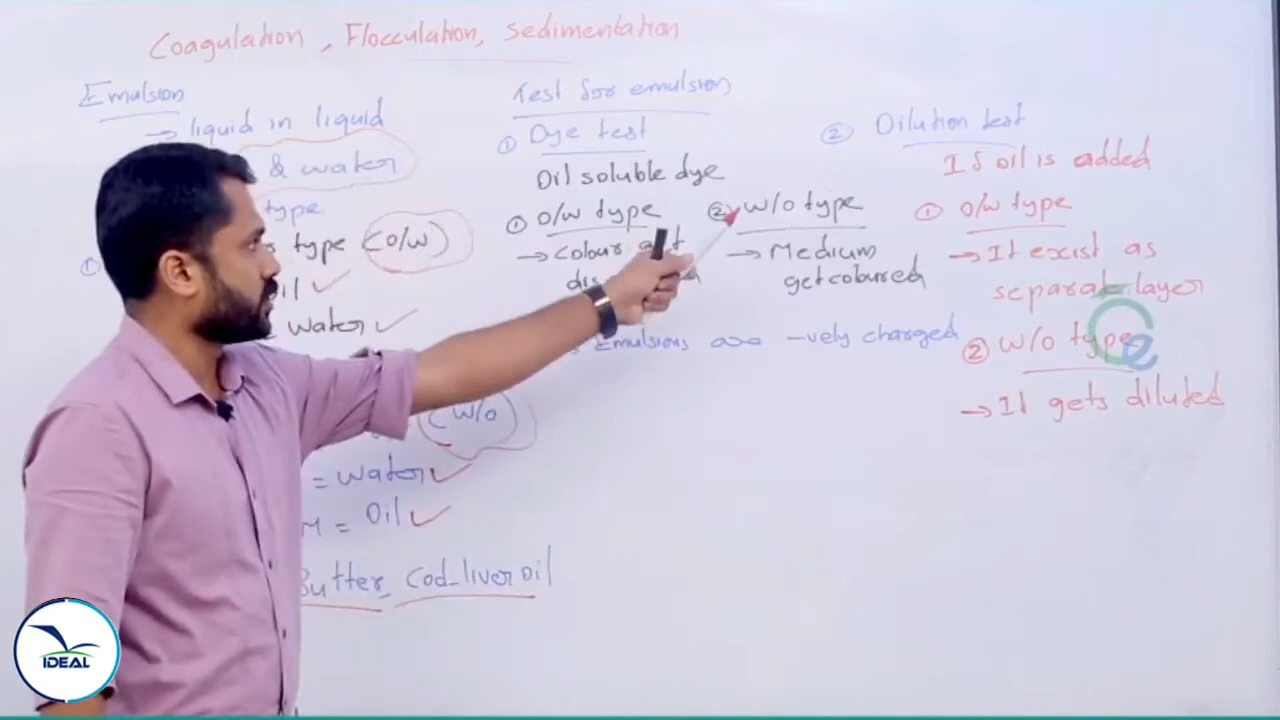 Coagulation, Flocculation, Sedimentation
Emulsion
→ liquid in liquid
& water
type
type (O/W)
①
✓
= Water ✓
(W/O)
= Water ✓
M = Oil ✓
Butter, Cod-liver oil
Test for emulsion
① Dye test
Oil soluble dye
① O/W type
→ Colour
② W/O type
→ Medium
get coloured
Emulsions are -vely charged
② Dilution test
If oil is added
① O/W type
→ It exist as
separate layer
② W/O type
→ It gets diluted
IDEAL